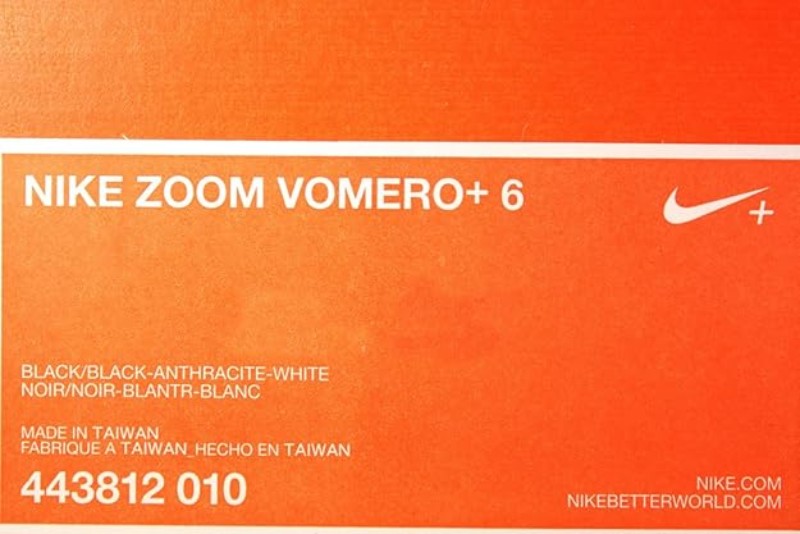 NIKE ZOOM VOMERO+ 6
+
BLACK/BLACK-ANTHRACITE-WHITE
NOIR/NOIR-BLANTR-BLANC
MADE IN TAIWAN
FABRIQUE A TAIWAN_HECHO EN TAIWAN
443812 010
NIKE.COM
NIKEBETTERWORLD.COM